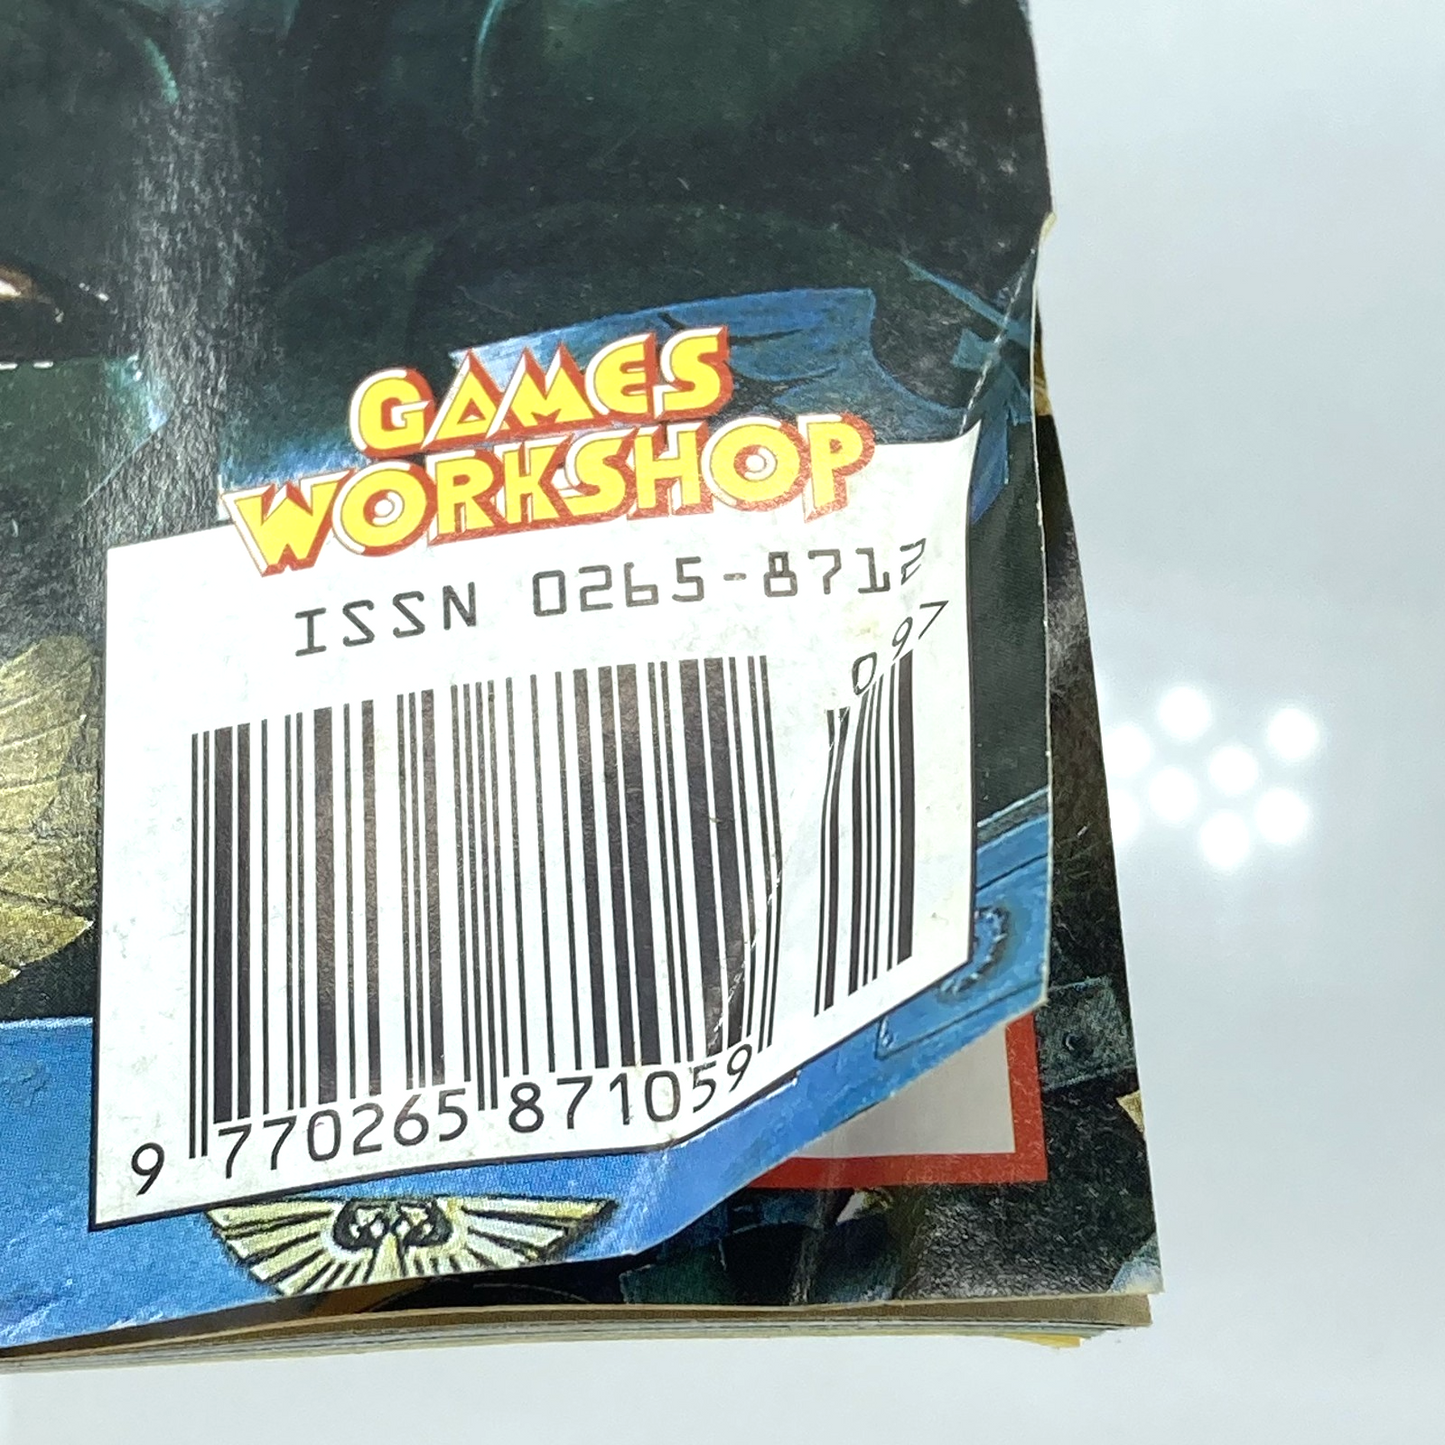 GAMES
WORKSHOP
ISSN 0265-8712
097
9 770265 871059